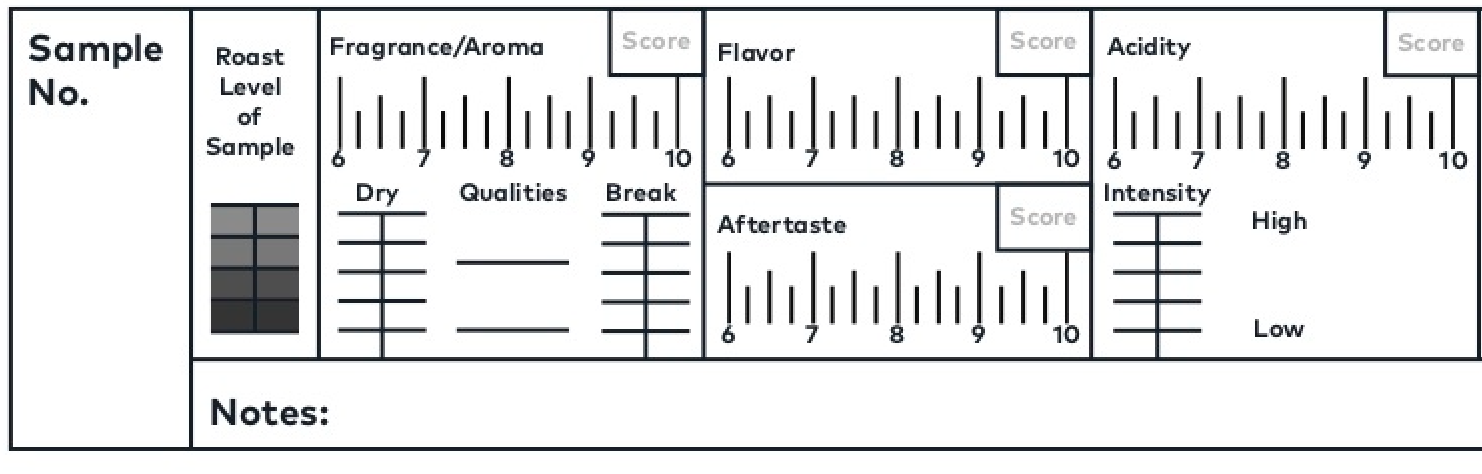 Sample
No.
Roast
Level
of
Sample
Fragrance/Aroma
Score
6 7 8 9 10
Dry Qualities Break
Flavor
Score
6 7 8 9 10
Aftertaste
Score
6 7 8 9 10
Acidity
Score
6 7 8 9 10
Intensity
High
Low
Notes: